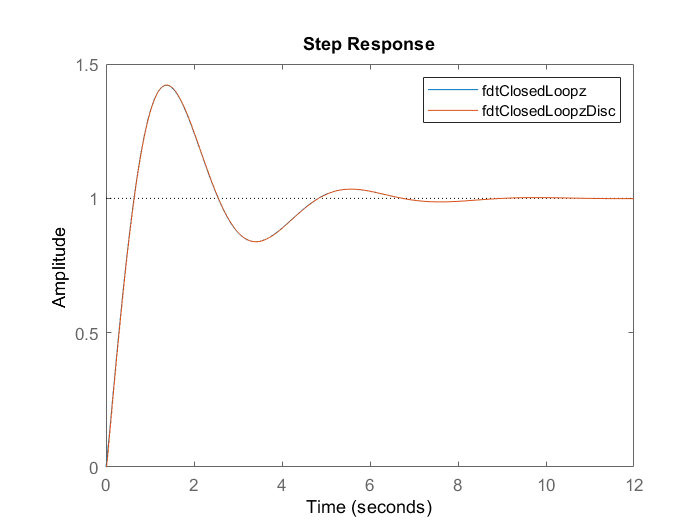 Step Response
1.5
fdtClosedLoopz
fdtClosedLoopzDisc
1
Amplitude
0.5
0
0 2 4 6 8 10 12
Time (seconds)